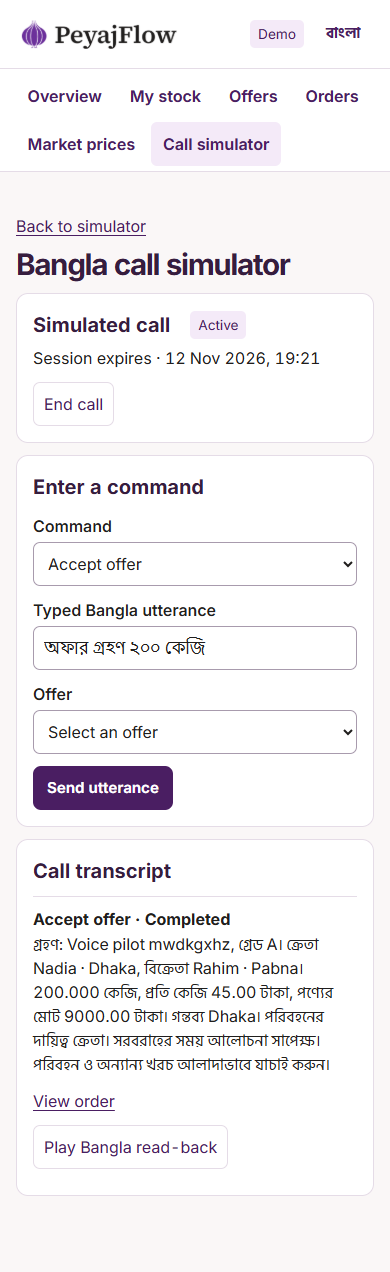 PeyajFlow
Demo
বাংলা
Overview
My stock
Offers
Orders
Market prices
Call simulator
Back to simulator
Bangla call simulator
Simulated call
Active
Session expires · 12 Nov 2026, 19:21
End call
Enter a command
Command
Accept offer
Typed Bangla utterance
অফার গ্রহণ ২০০ কেজি
Offer
Select an offer
Send utterance
Call transcript
Accept offer · Completed
গ্রহণ: Voice pilot mwdkgxhz, গ্রেড A। ক্রেতা
Nadia · Dhaka, বিক্রেতা Rahim · Pabna।
200.000 কেজি, প্রতি কেজি 45.00 টাকা, পণ্যের
মোট 9000.00 টাকা। গন্তব্য Dhaka। পরিবহনের
দায়িত্ব ক্রেতা। সরবরাহের সময় আলোচনা সাপেক্ষ।
পরিবহন ও অন্যান্য খরচ আলাদাভাবে যাচাই করুন।
View order
Play Bangla read-back